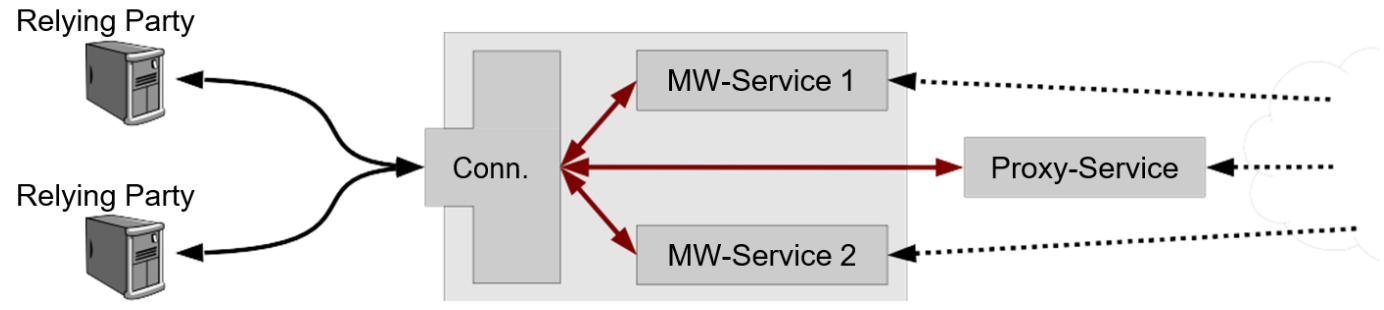 Relying Party
MW-Service 1
Conn.
Proxy-Service
Relying Party
MW-Service 2